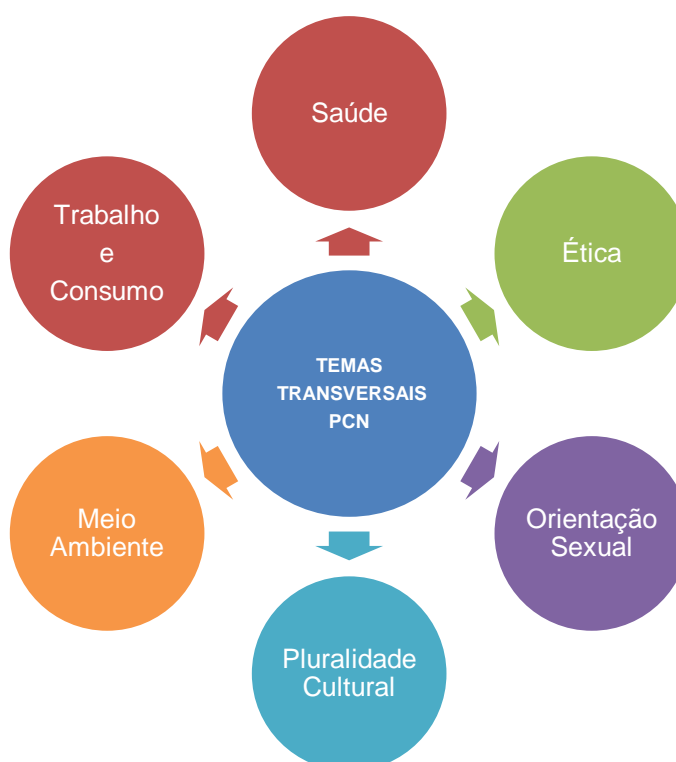 Saúde
Trabalho
e
Consumo
Ética
TEMAS
TRANSVERSAIS
PCN
Meio
Ambiente
Orientação
Sexual
Pluralidade
Cultural